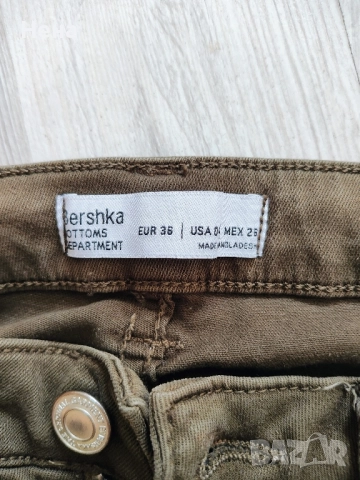 Bershka
BOTTOMS
DEPARTMENT
EUR 36 | USA 04 MEX 26
MADE IN BANGLADESH
BAZAR